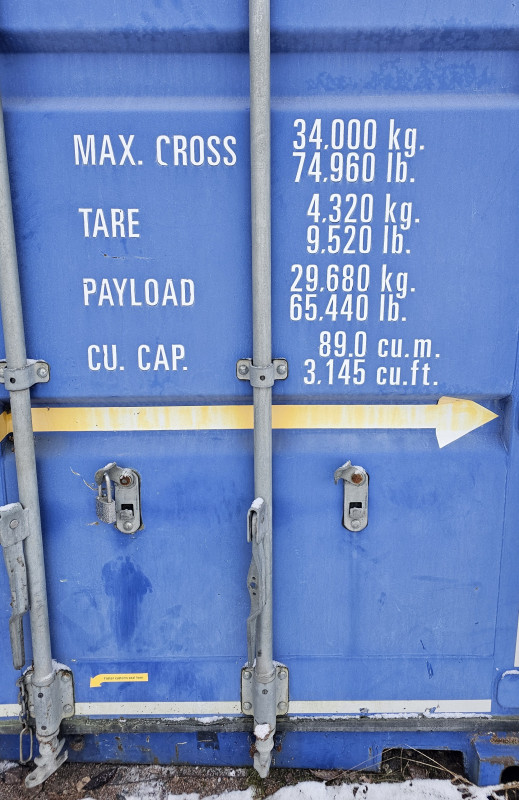 MAX. CROSS 34,000 kg.
74,960 lb.
TARE 4,320 kg.
9,520 lb.
PAYLOAD 29,680 kg.
65,440 lb.
CU. CAP. 89.0 cu.m.
3,145 cu.ft.